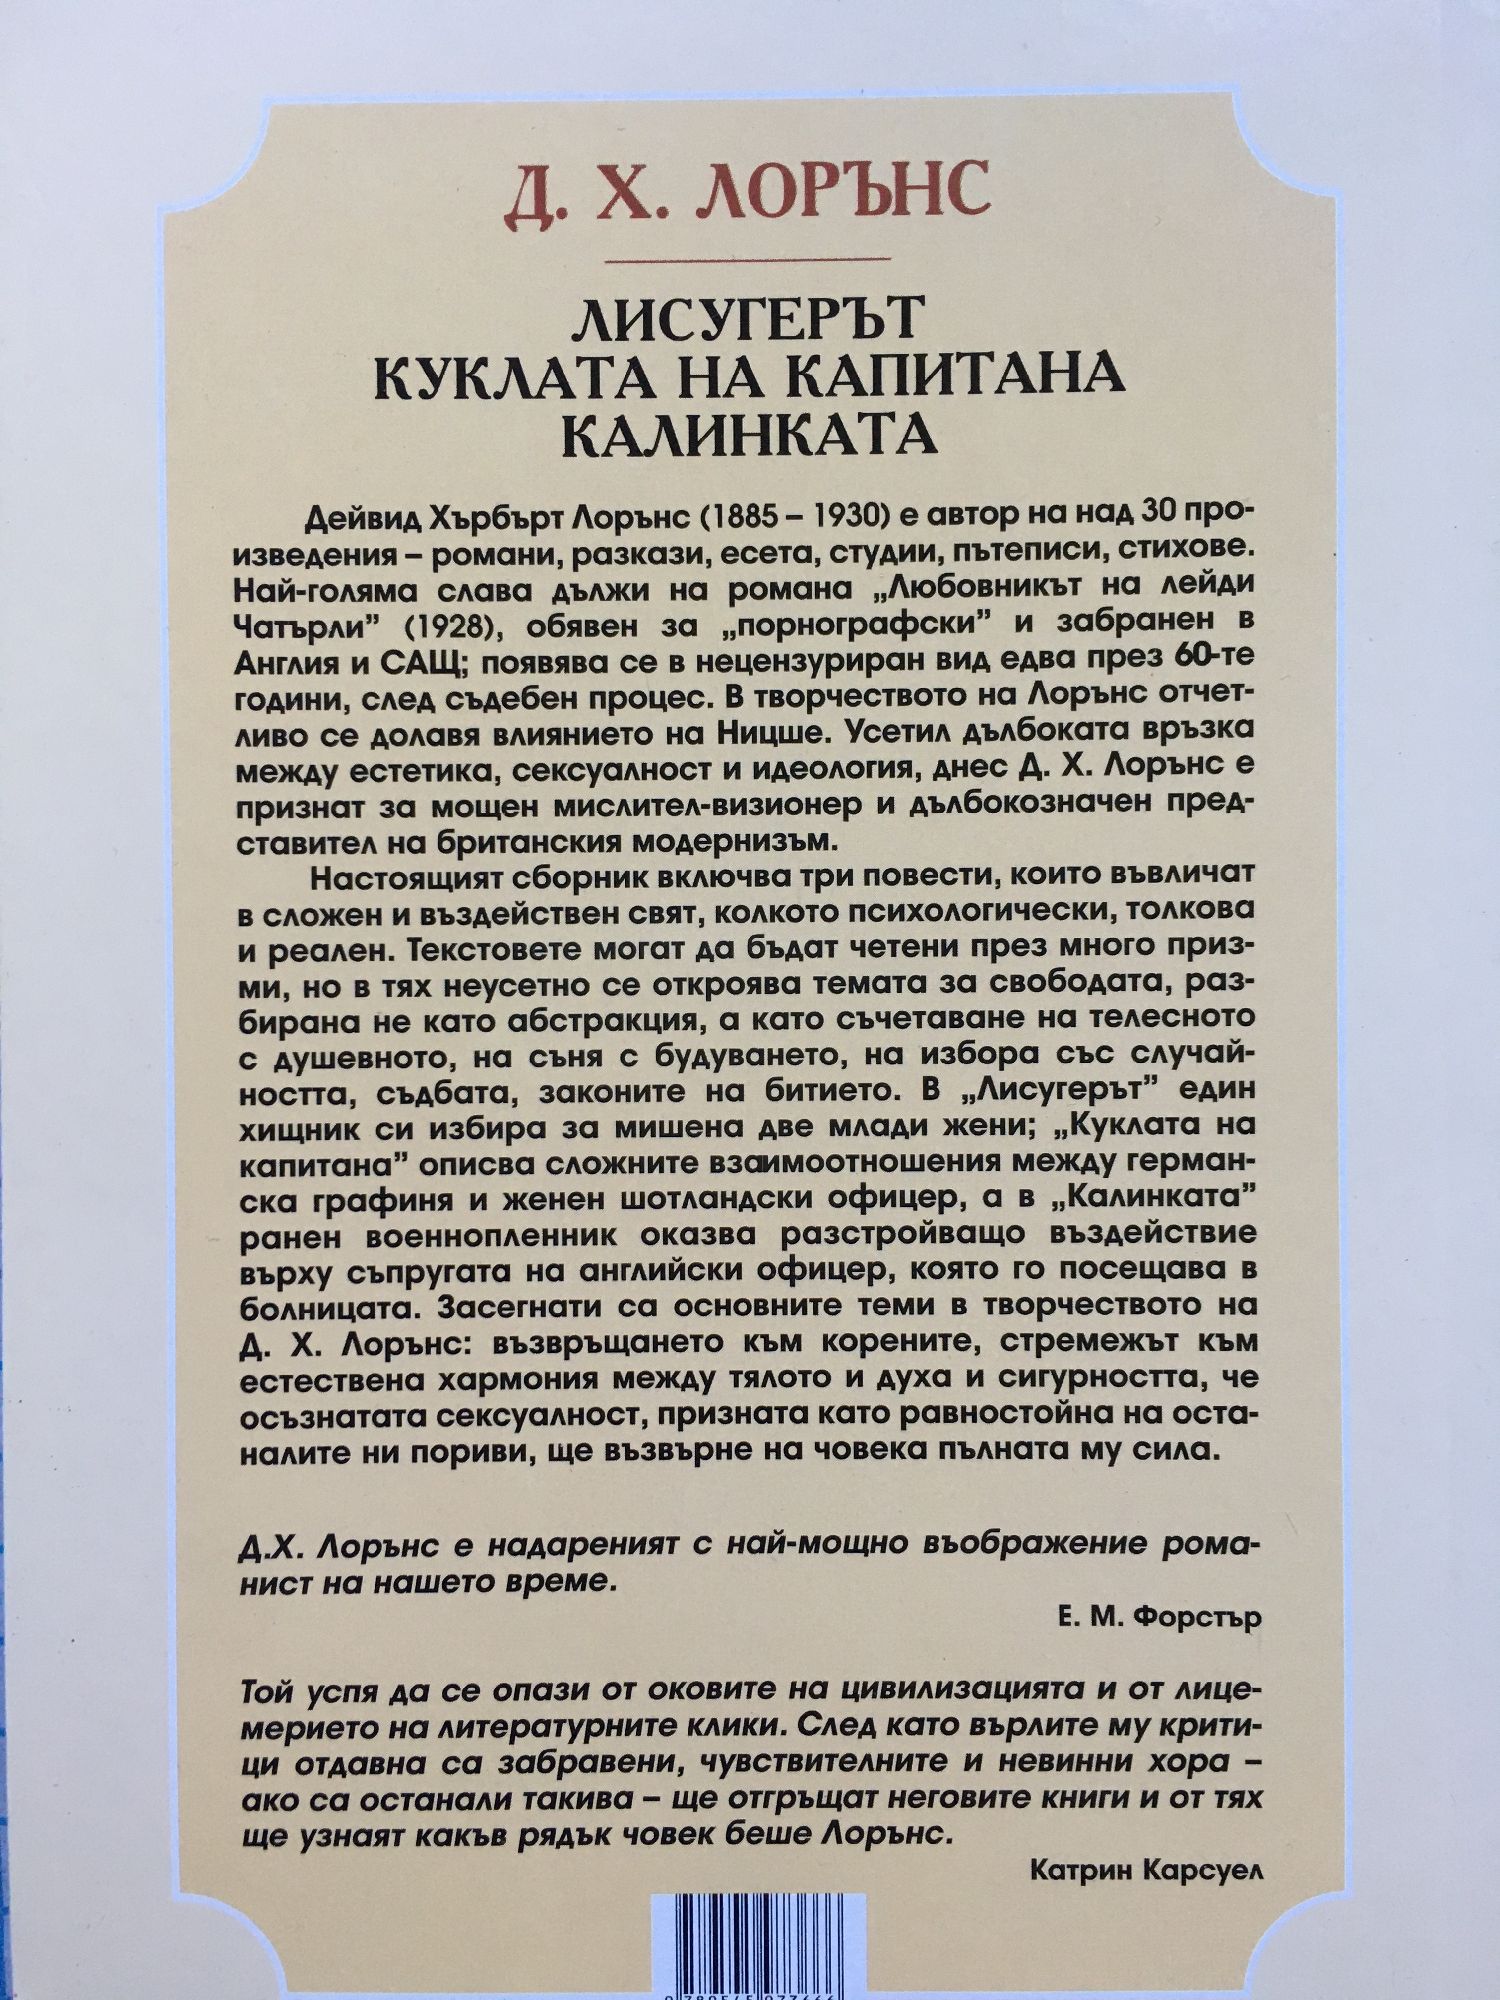 Д. Х. ЛОРЪНС
ЛИСУГЕРЪТ
КУКЛАТА НА КАПИТАНА
КАЛИНКАТА
Дейвид Хърбърт Лорънс (1885 – 1930) е автор на над 30 про-
изведения – романи, разкази, есета, студии, пътеписи, стихове.
Най-голяма слава дължи на романа „Любовникът на лейди
Чатърли” (1928), обявен за „порнографски” и забранен в
Англия и САЩ; появява се в нецензуриран вид едва през 60-те
години, след съдебен процес. В творчеството на Лорънс отчет-
ливо се долавя влиянието на Ницше. Усетил дълбоката връзка
между естетика, сексуалност и идеология, днес Д. Х. Лорънс е
признат за мощен мислител-визионер и дълбокозначен пред-
ставител на британския модернизъм.
Настоящият сборник включва три повести, които въвличат
в сложен и въздействен свят, колкото психологически, толкова
и реален. Текстовете могат да бъдат четени през много приз-
ми, но в тях неусетно се откроява темата за свободата, раз-
бирана не като абстракция, а като съчетаване на телесното
с душевното, на съня с будуването, на избора със случай-
ността, съдбата, законите на битието. В „Лисугерът” един
хищник си избира за мишена две млади жени; „Куклата на
капитана” описва сложните взаимоотношения между герман-
ска графиня и женен шотландски офицер, а в „Калинката”
ранен военнопленник оказва разстройващо въздействие
върху съпругата на английски офицер, която го посещава в
болницата. Засегнати са основните теми в творчеството на
Д. Х. Лорънс: възвръщането към корените, стремежът към
естествена хармония между тялото и духа и сигурността, че
осъзнатата сексуалност, призната като равностойна на оста-
налите ни пориви, ще възвърне на човека пълната му сила.
Д.Х. Лорънс е надареният с най-мощно въображение рома-
нист на нашето време.
Е. М. Форстър
Той успя да се опази от оковите на цивилизацията и от лице-
мерието на литературните клики. След като върлите му крити-
ци отдавна са забравени, чувствителните и невинни хора –
ако са останали такива – ще отгръщат неговите книги и от тях
ще узнаят какъв рядък човек беше Лорънс.
Катрин Карсуел